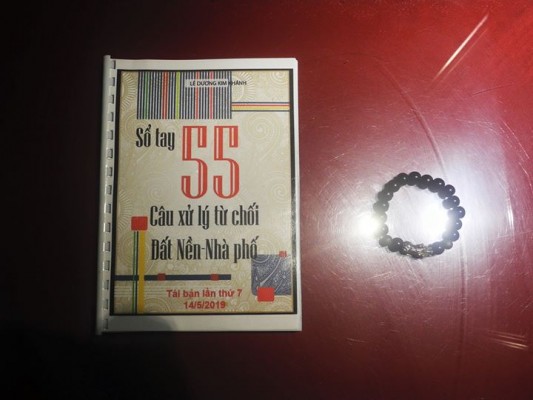 LÊ DƯƠNG KIM KHÁNH
Sổ tay
55
Câu xử lý từ chối
Đất Nền-Nhà phố
Tái bản lần thứ 7
14/5/2019